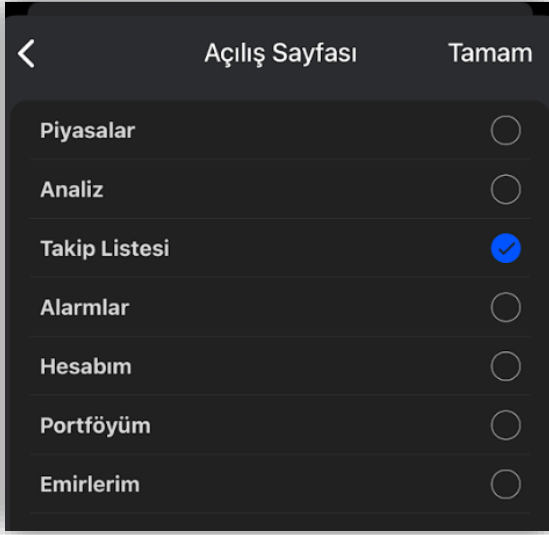 Açılış Sayfası Tamam
Piyasalar
Analiz
Takip Listesi
Alarmlar
Hesabım
Portföyüm
Emirlerim